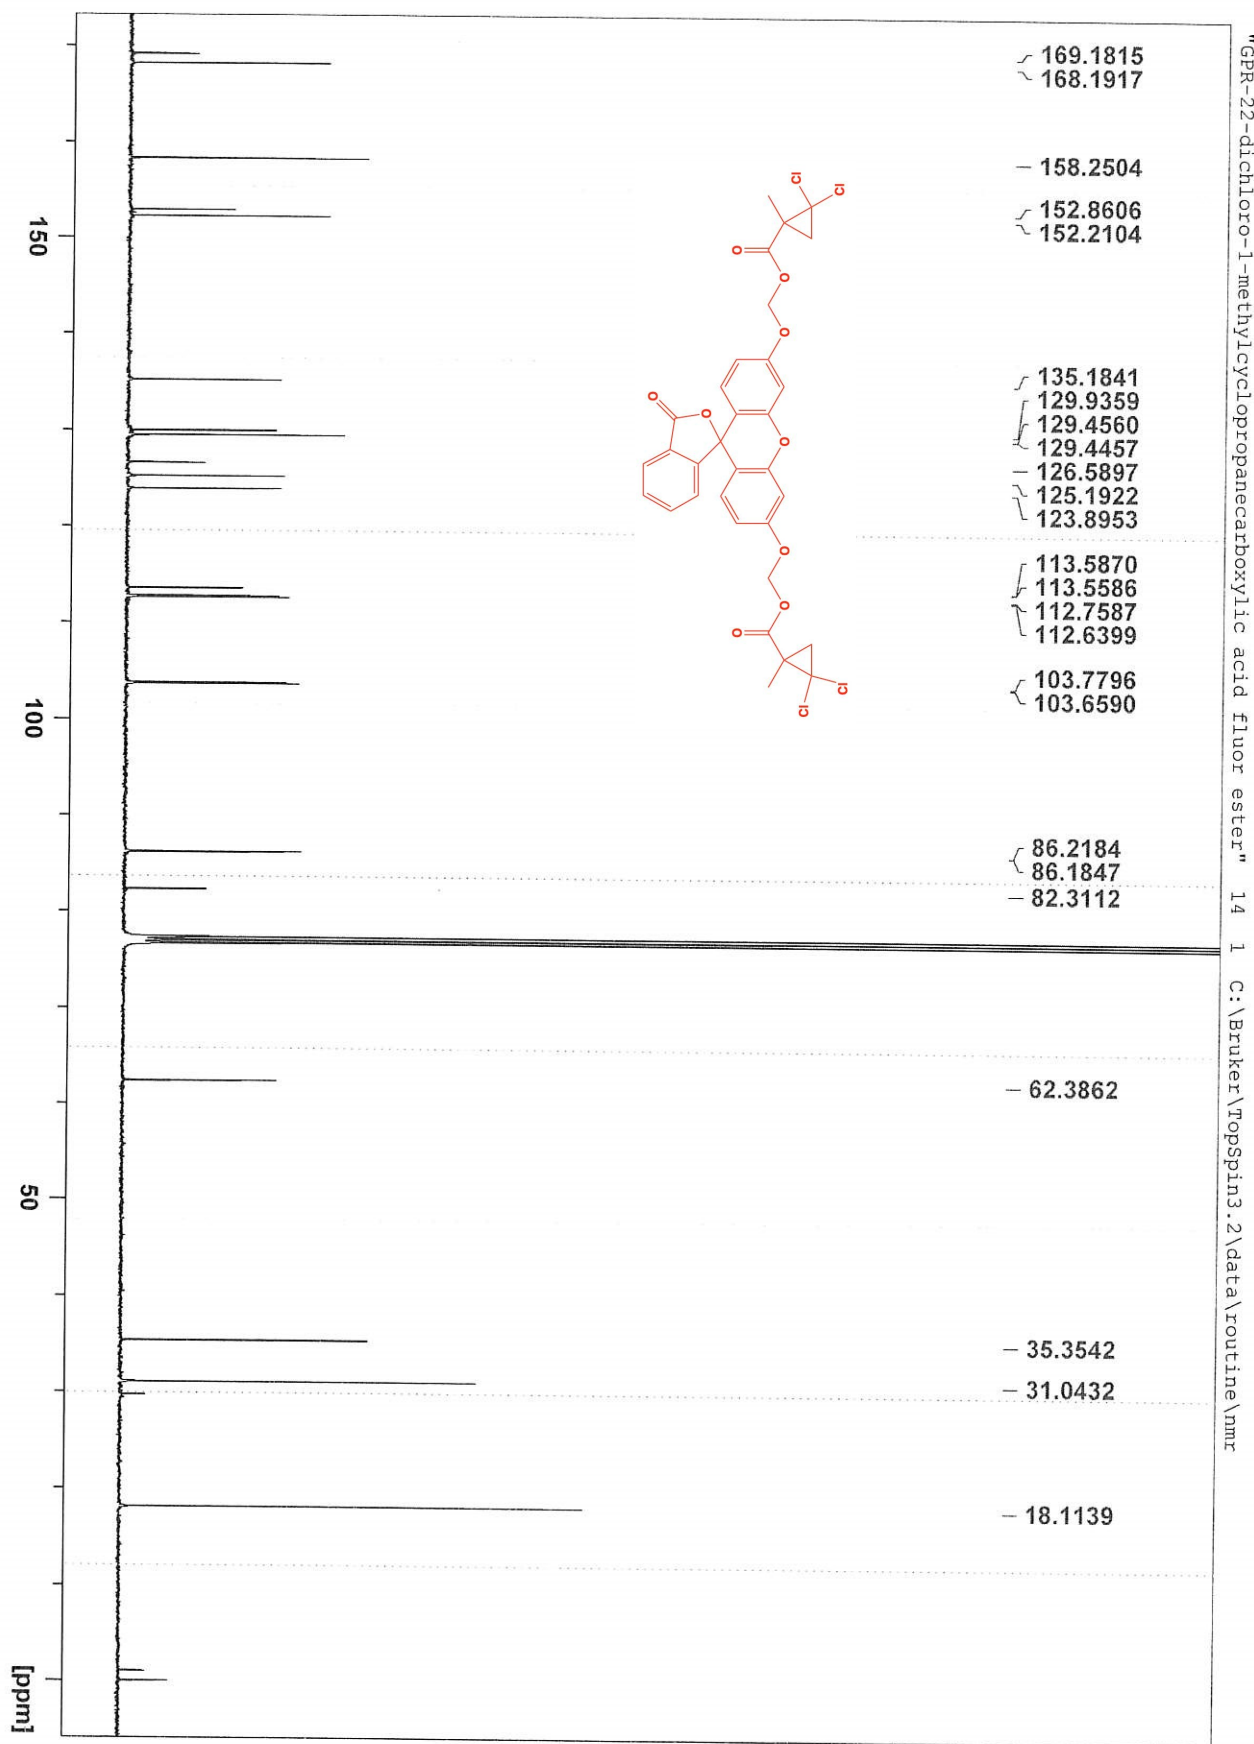 "GPR-22-dichloro-1-methylcyclopropanecarboxylic acid fluor ester" 14 1 C:\Bruker\TopSpin3.2\data\routine\nmr
169.1815
168.1917
158.2504
152.8606
152.2104
135.1841
129.9359
129.4560
129.4457
126.5897
125.1922
123.8953
113.5870
113.5586
112.7587
112.6399
103.7796
103.6590
86.2184
86.1847
82.3112
62.3862
35.3542
31.0432
18.1139
Cl
Cl
O
O
O
O
O
O
O
O
O
Cl
Cl
150
100
50
[ppm]